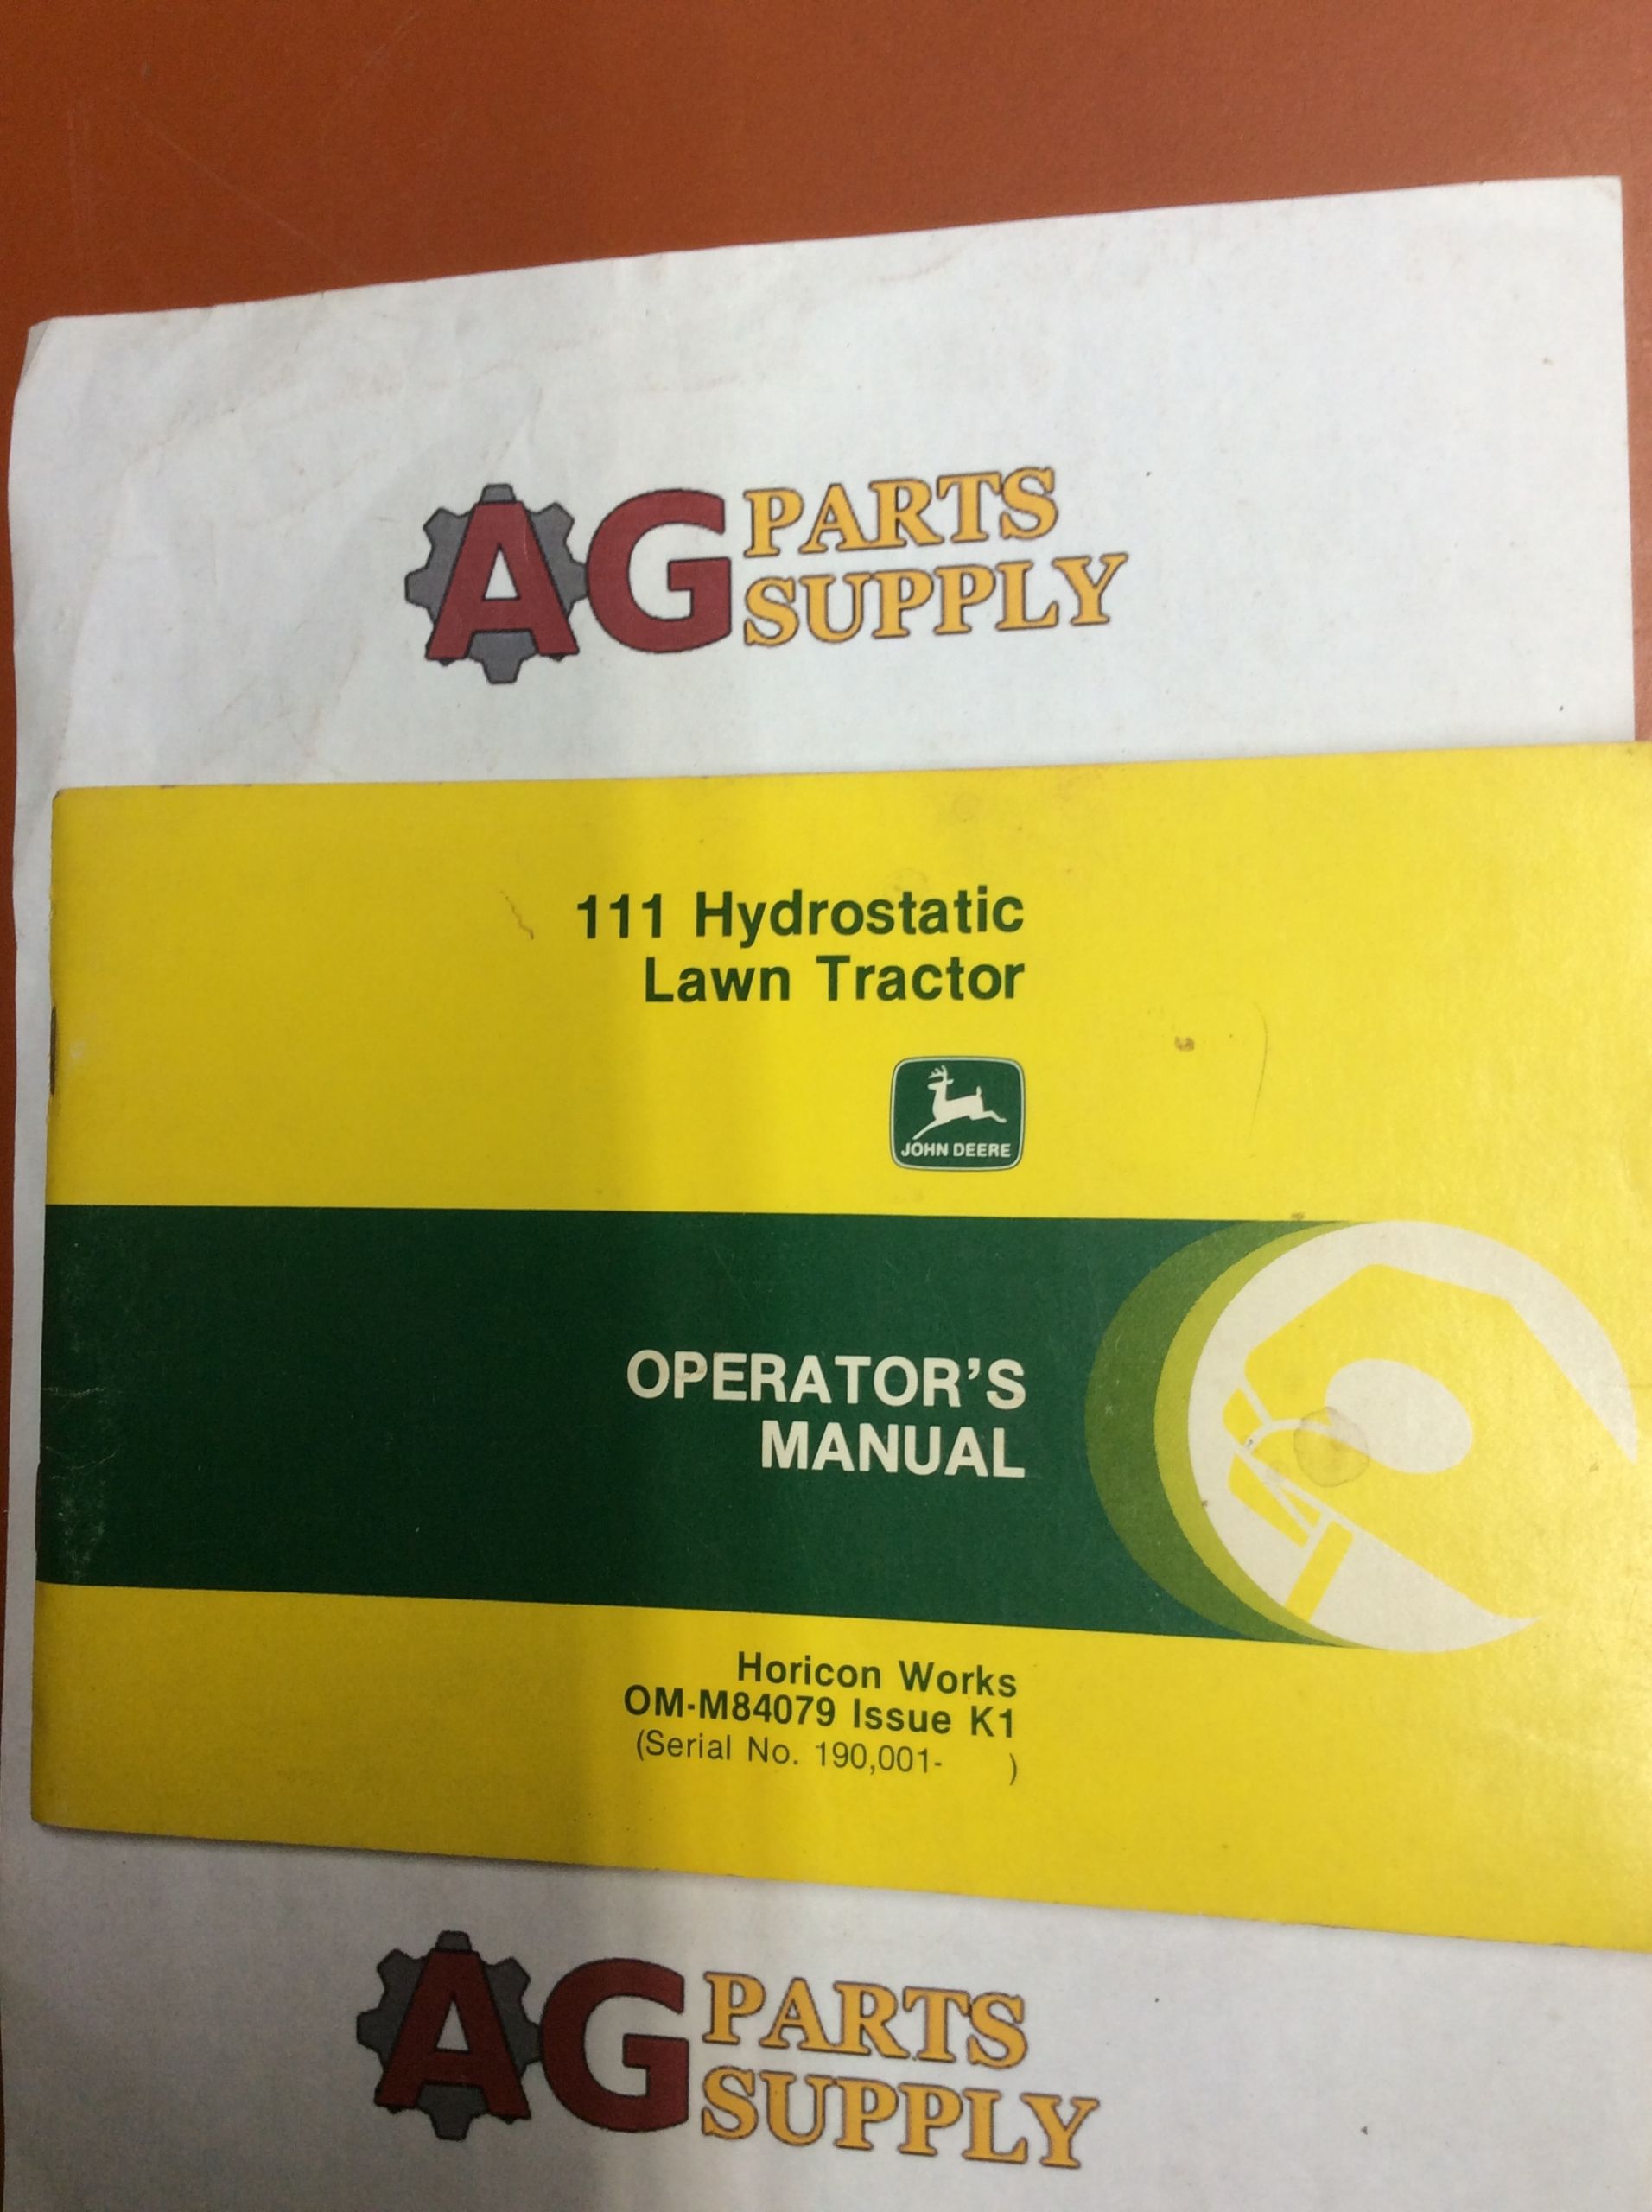 AG PARTS
SUPPLY
111 Hydrostatic
Lawn Tractor
JOHN DEERE
OPERATOR'S
MANUAL
Horicon Works
OM-M84079 Issue K1
(Serial No. 190,001-      )
AG PARTS
SUPPLY